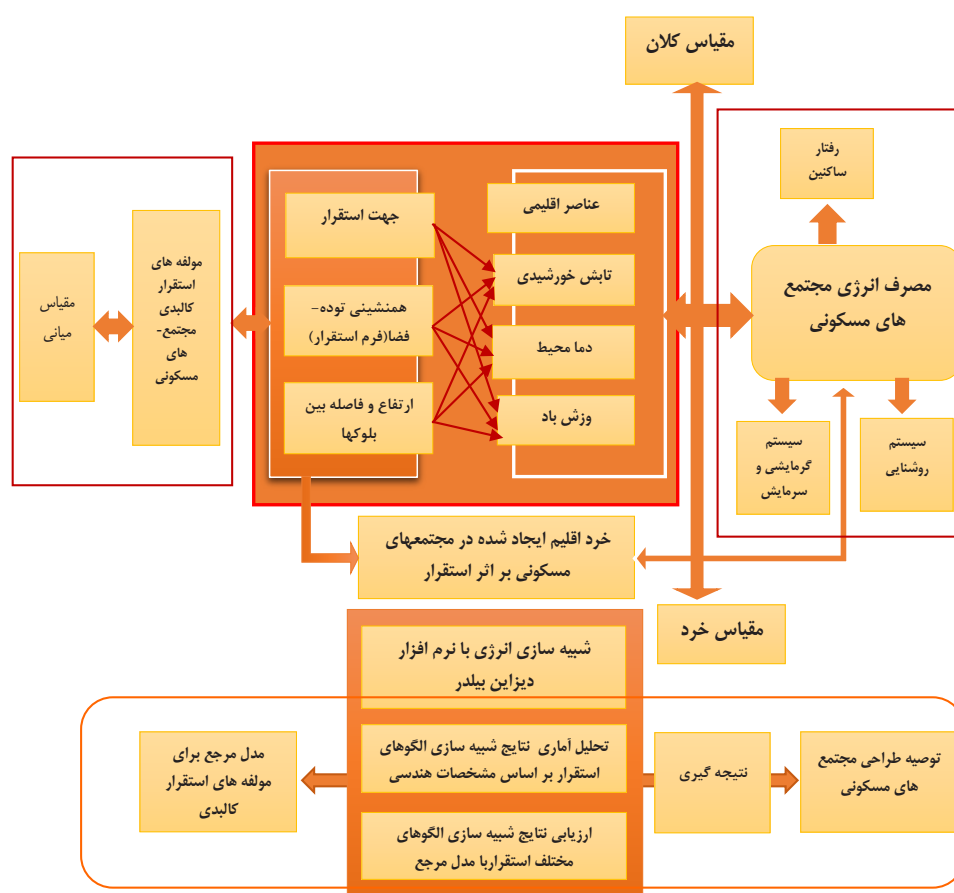 مقیاس کلان
رفتار
ساکنین
مصرف انرژی مجتمع
های مسکونی
سیستم
روشنایی
سیستم
گرمایشی و
سرمایش
عناصر اقلیمی
تابش خورشیدی
دما محیط
وزش باد
جهت استقرار
همنشینی توده-
فضا(فرم استقرار)
ارتفاع و فاصله بین
بلوکها
مولفه های
استقرار
کالبدی
مجتمع-
های
مسکونی
مقیاس
میانی
خرد اقلیم ایجاد شده در مجتمعهای
مسکونی بر اثر استقرار
مقیاس خرد
شبیه سازی انرژی با نرم افزار
دیزاین بیلدر
تحلیل آماری نتایج شبیه سازی الگوهای
استقرار بر اساس مشخصات هندسی
ارزیابی نتایج شبیه سازی الگوهای
مختلف استقراربا مدل مرجع
توصیه طراحی مجتمع
های مسکونی
نتیجه گیری
مدل مرجع برای
مولفه های استقرار
کالبدی